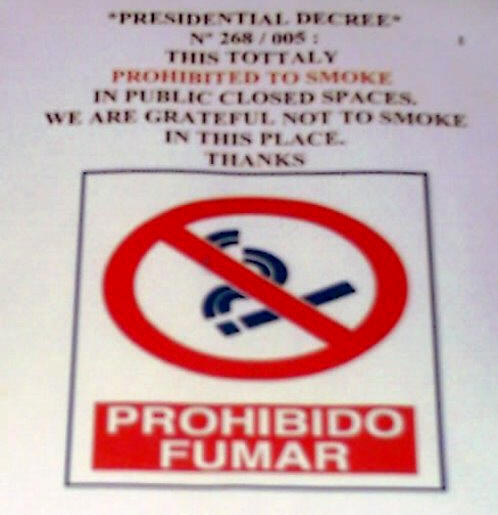 "PRESIDENTIAL DECREE"
N° 268 / 005 :
THIS TOTTALY
PROHIBITED TO SMOKE
IN PUBLIC CLOSED SPACES.
WE ARE GRATEFUL NOT TO SMOKE
IN THIS PLACE.
THANKS
PROHIBIDO
FUMAR